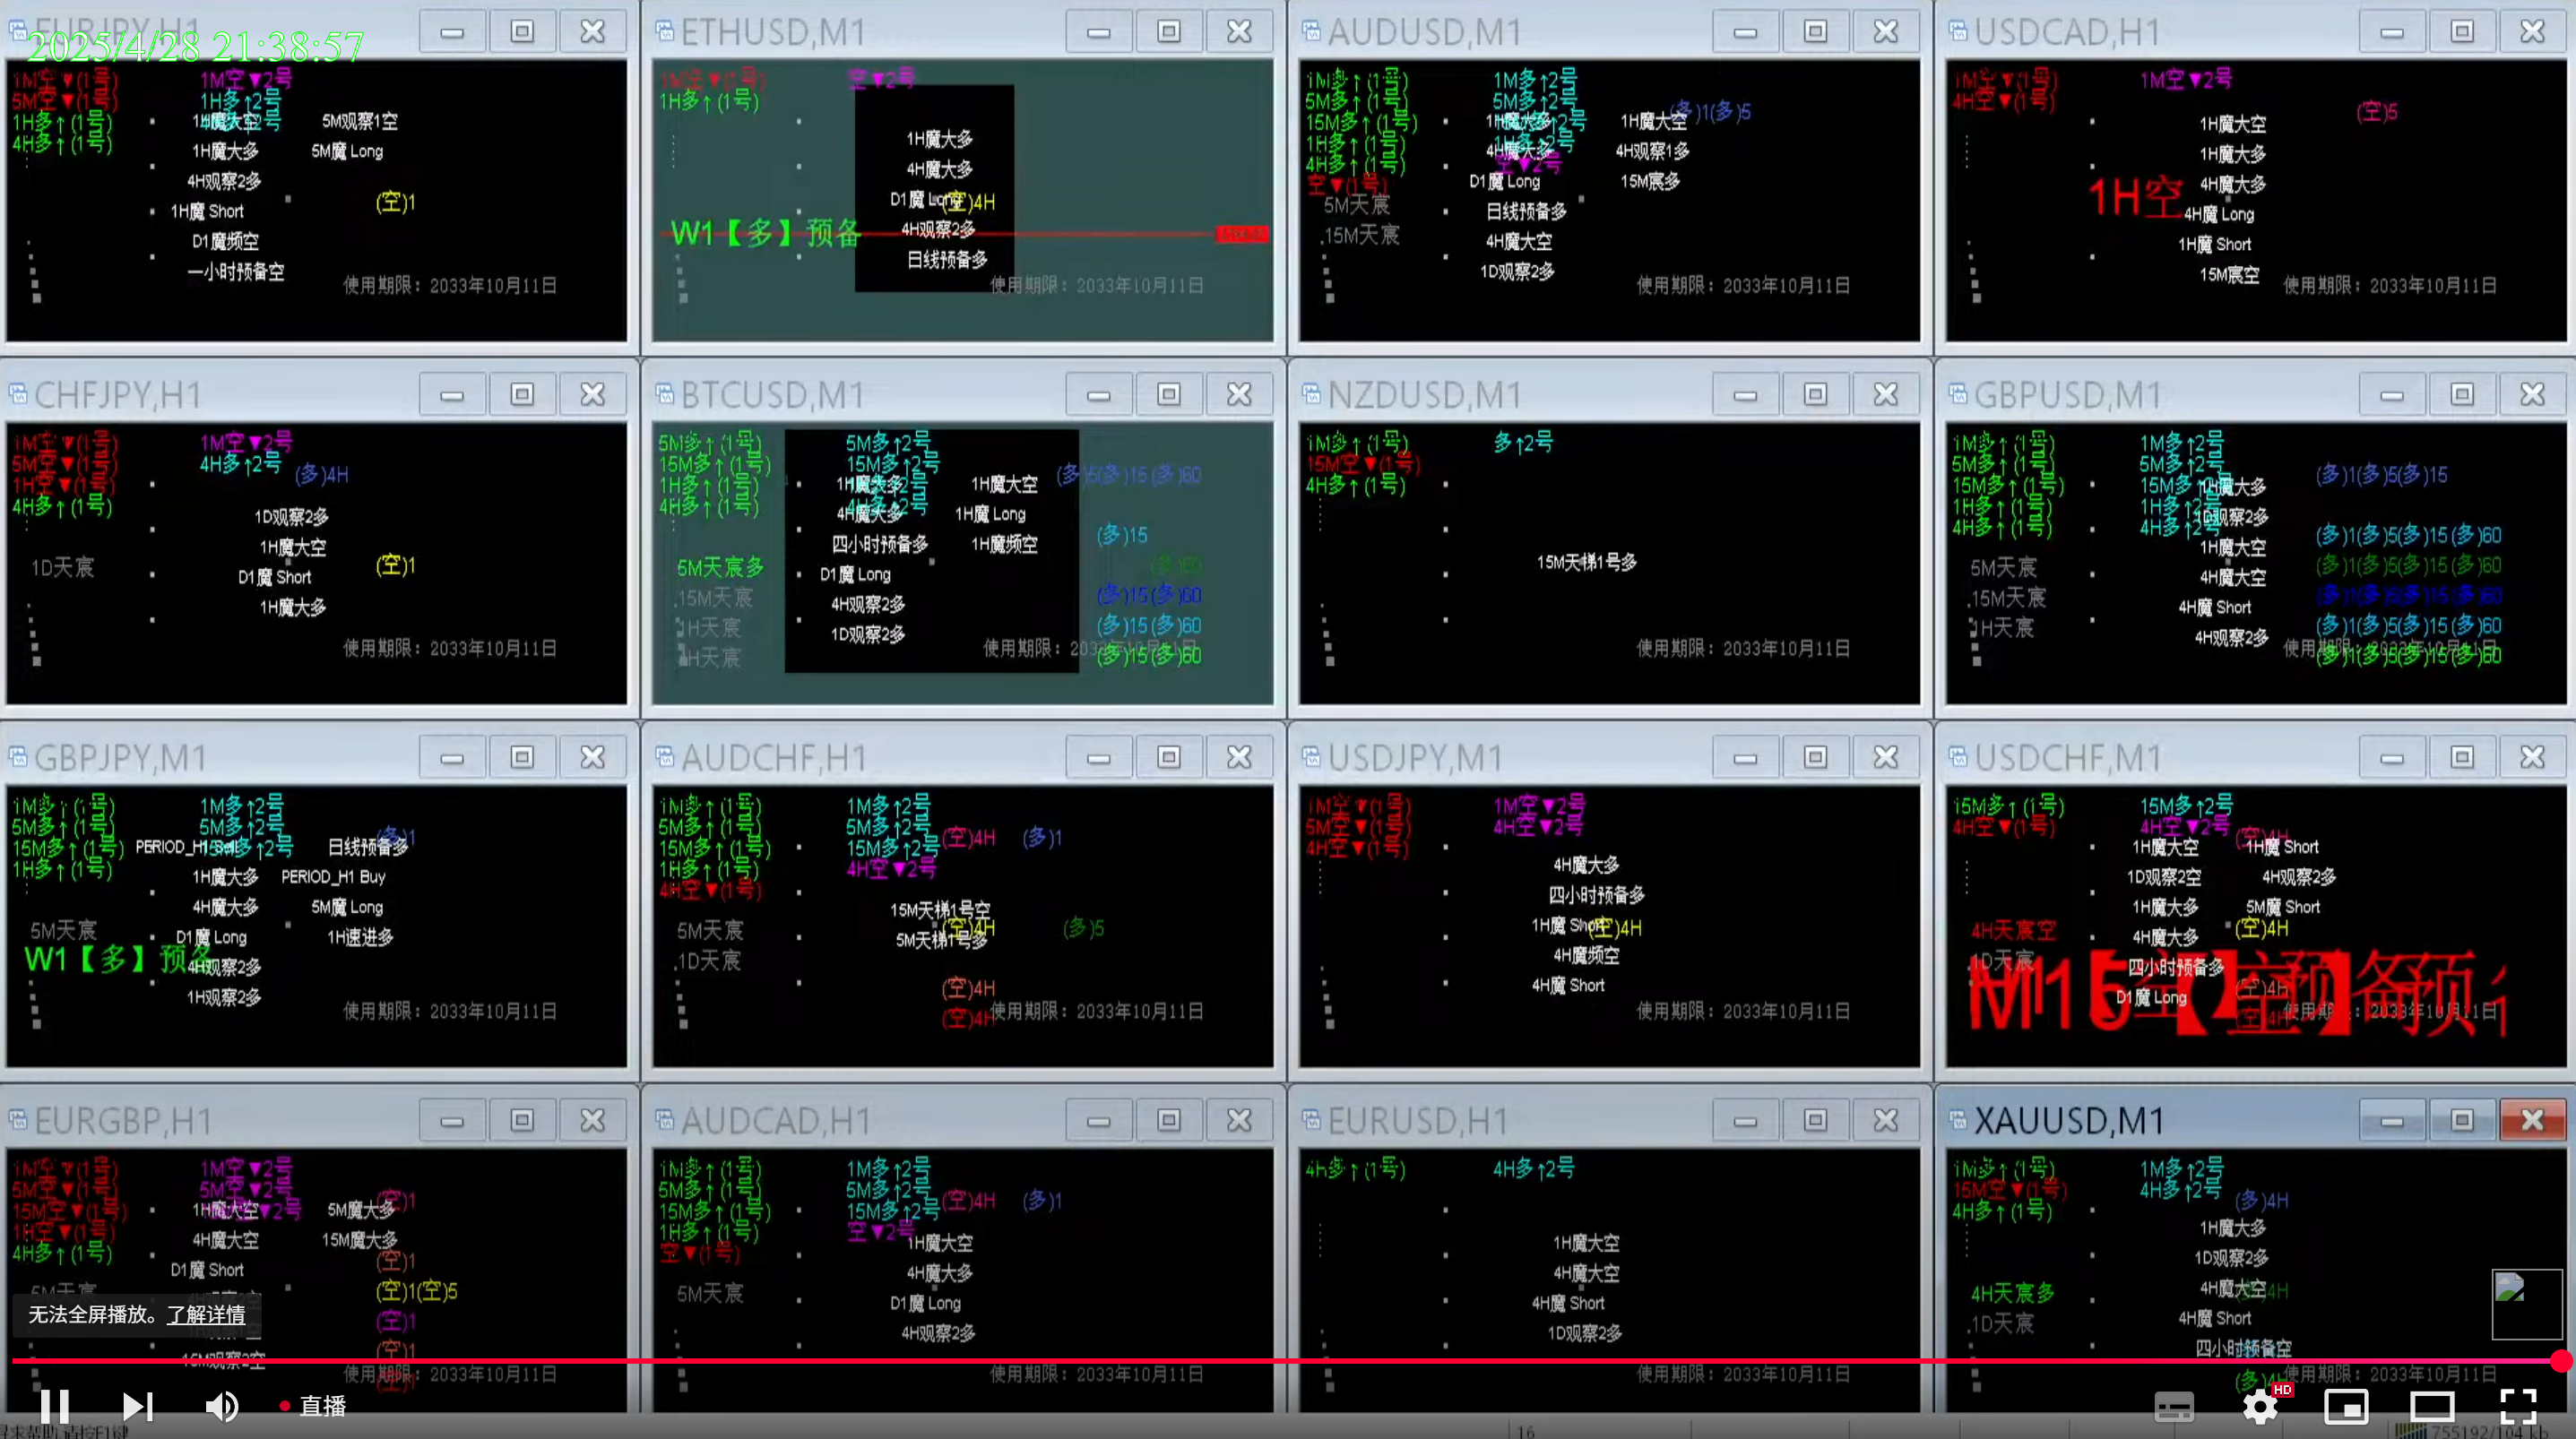 2025/4/28 21:38:57
EURJPY,H1
1M空▼(1号)
1M空▼2号
5M空▼(1号)
1H多↑2号
1H多↑(1号)
5M观察1空
4H多↑(1号)
1H魔大多
5M魔 Long
4H观察2多
(空)1
1H魔 Short
D1魔频空
一小时预备空
使用期限：2033年10月11日
ETHUSD,M1
1M空▼(1号)
空▼2号
1H多↑(1号)
1H魔大多
4H魔大多
D1魔 Long
(空)4H
W1【多】预备
4H观察2多
日线预备多
使用期限：2033年10月11日
AUDUSD,M1
1M多↑(1号)
1M多↑2号
5M多↑(1号)
5M多↑2号
(多)1(多)5
15M多↑(1号)
1H魔大空
1H多↑(1号)
1H多↑2号
4H魔大多
4H观察1多
4H多↑(1号)
空▼2号
空▼(1号)
D1魔 Long
15M宸多
5M天宸
日线预备多
15M天宸
4H魔大空
1D观察2多
使用期限：2033年10月11日
USDCAD,H1
1M空▼(1号)
1M空▼2号
4H空▼(1号)
(空)5
1H魔大空
1H魔大多
4H魔大多
1H空
4H魔 Long
1H魔 Short
15M宸空
使用期限：2033年10月11日
CHFJPY,H1
1M空▼(1号)
1M空▼2号
5M空▼(1号)
4H多↑2号
(多)4H
1H空▼(1号)
4H多↑(1号)
1D观察2多
1H魔大空
1D天宸
(空)1
D1魔 Short
1H魔大多
使用期限：2033年10月11日
BTCUSD,M1
5M多↑(1号)
5M多↑2号
15M多↑(1号)
15M多↑2号
(多)5(多)15(多)60
1H多↑(1号)
1H魔大多
1H魔大空
4H多↑(1号)
4H魔大多
1H魔 Long
(多)15
四小时预备多
1H魔频空
5M天宸多
(多)60
D1魔 Long
15M天宸
4H观察2多
(多)15(多)60
1H天宸
1D观察2多
(多)15(多)60
4H天宸
(多)15(多)60
使用期限：2033年10月11日
NZDUSD,M1
1M多↑(1号)
多↑2号
15M空▼(1号)
4H多↑(1号)
15M天梯1号多
使用期限：2033年10月11日
GBPUSD,M1
1M多↑(1号)
1M多↑2号
5M多↑(1号)
5M多↑2号
(多)1(多)5(多)15
15M多↑(1号)
15M多↑2号
1H魔大多
1H多↑(1号)
1H多↑2号
1D观察2多
4H多↑(1号)
4H多↑2号
(多)1(多)5(多)15(多)60
1H魔大空
5M天宸
(多)1(多)5(多)15(多)60
4H魔大空
15M天宸
(多)1(多)5(多)15(多)60
4H魔 Short
1H天宸
(多)1(多)5(多)15(多)60
4H观察2多
(多)1(多)5(多)15(多)60
GBPJPY,M1
1M多↑(1号)
1M多↑2号
5M多↑(1号)
5M多↑2号
(多)1
15M多↑(1号)
PERIOD_H1 Sell
15M多↑2号
日线预备多
1H多↑(1号)
1H魔大多
PERIOD_H1 Buy
4H魔大多
5M魔 Long
5M天宸
D1魔 Long
1H速进多
W1【多】预备
4H观察2多
1H观察2多
使用期限：2033年10月11日
AUDCHF,H1
1M多↑(1号)
1M多↑2号
5M多↑(1号)
5M多↑2号
(空)4H
(多)1
15M多↑(1号)
15M多↑2号
1H多↑(1号)
4H空▼2号
4H空▼(1号)
15M天梯1号空
5M天宸
(空)4H
(多)5
5M天梯1号多
1D天宸
(空)4H
(空)4H
使用期限：2033年10月11日
USDJPY,M1
1M空▼(1号)
1M空▼2号
5M空▼(1号)
4H空▼2号
4H空▼(1号)
4H魔大多
四小时预备多
1H魔 Short
(空)4H
4H魔频空
4H魔 Short
使用期限：2033年10月11日
USDCHF,M1
15M多↑(1号)
15M多↑2号
4H空▼(1号)
4H空▼2号
(空)4H
1H魔大空
1H魔 Short
1D观察2空
4H观察2多
1H魔大多
5M魔 Short
4H天宸空
4H魔大多
(空)4H
1D天宸
四小时预备多
D1魔 Long
(空)4H
EURGBP,H1
1M空▼(1号)
1M空▼2号
5M空▼(1号)
5M空▼2号
(空)1
15M空▼(1号)
1H魔大空
5M魔大多
1H空▼(1号)
4H魔大空
15M魔大多
4H多↑(1号)
(空)1
D1魔 Short
5M天宸
(空)1(空)5
无法全屏播放。了解详情
(空)1
(空)1
15M观察2空
使用期限：2033年10月11日
AUDCAD,H1
1M多↑(1号)
1M多↑2号
5M多↑(1号)
5M多↑2号
(空)4H
(多)1
15M多↑(1号)
15M多↑2号
1H多↑(1号)
空▼2号
空▼(1号)
1H魔大空
4H魔大多
5M天宸
D1魔 Long
4H观察2多
使用期限：2033年10月11日
EURUSD,H1
4H多↑(1号)
4H多↑2号
1H魔大空
4H魔大空
4H魔 Short
1D观察2多
使用期限：2033年10月11日
XAUUSD,M1
1M多↑(1号)
1M多↑2号
15M空▼(1号)
4H多↑2号
(多)4H
4H多↑(1号)
1H魔大多
1D观察2多
4H天宸多
4H魔大空
1D天宸
4H魔 Short
四小时预备空
(多)4H
使用期限：2033年10月11日
直播
HD
16
755192/104 kb